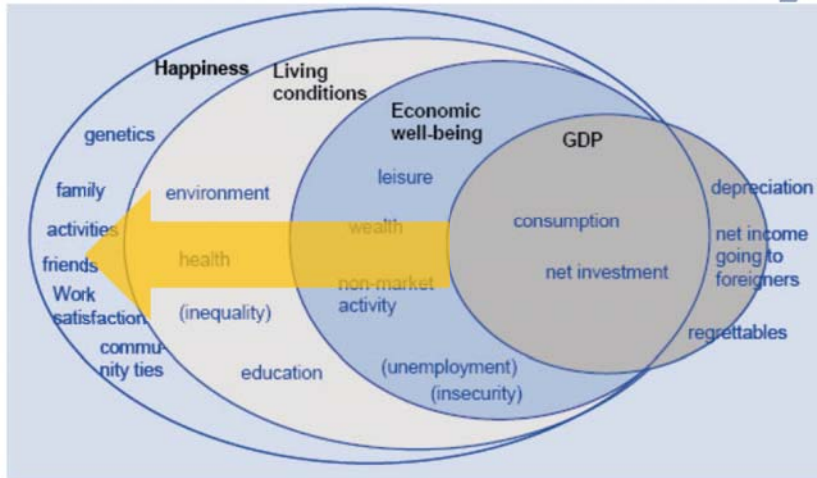 Happiness
Living
conditions
Economic
well-being
GDP
genetics
family
activities
friends
Work
satisfaction
commu-
nity ties
environment
health
(inequality)
education
leisure
wealth
non-market
activity
(unemployment)
(insecurity)
consumption
net investment
depreciation
net income
going to
foreigners
regrettables